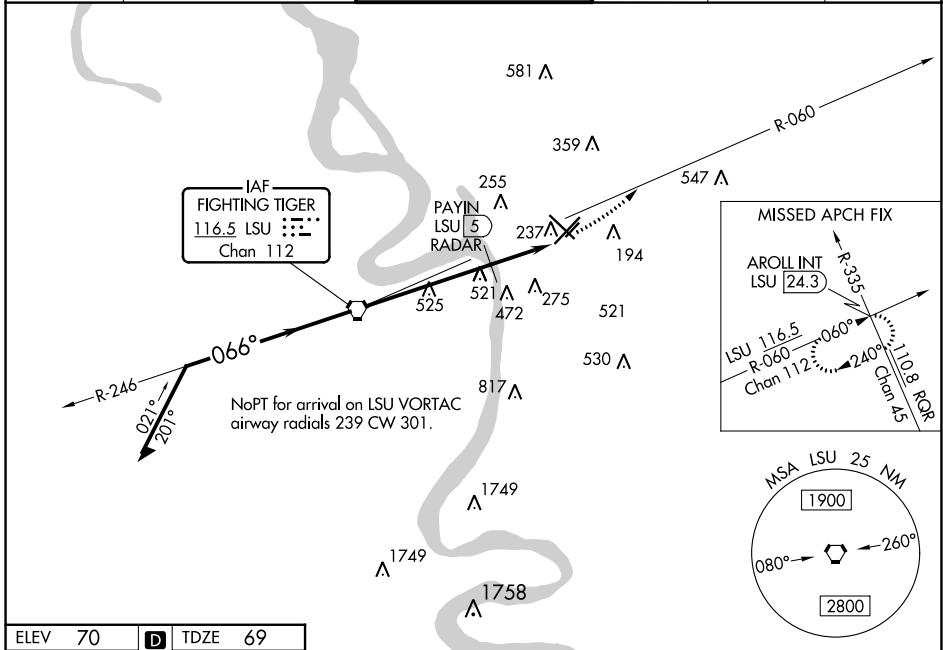 581
R-060
359
547
255
IAF
FIGHTING TIGER
116.5 LSU
Chan 112
PAYIN
LSU 5
RADAR
237
194
MISSED APCH FIX
AROLL INT
LSU 24.3
R-335
LSU 116.5
R-060
060°
Chan 112
240°
110.8 RQR
Chan 45
525
521
472
275
521
066°
R-246
021°
201°
530
817
NoPT for arrival on LSU VORTAC
airway radials 239 CW 301.
MSA LSU 25 NM
1900
080°
260°
2800
1749
1749
1758
ELEV 70 D TDZE 69